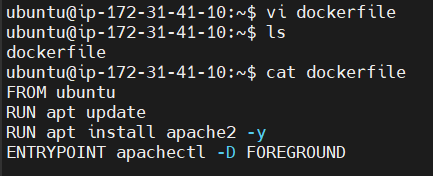 ubuntu@ip-172-31-41-10:~$ vi dockerfile
ubuntu@ip-172-31-41-10:~$ ls
dockerfile
ubuntu@ip-172-31-41-10:~$ cat dockerfile
FROM ubuntu
RUN apt update
RUN apt install apache2 -y
ENTRYPOINT apachectl -D FOREGROUND